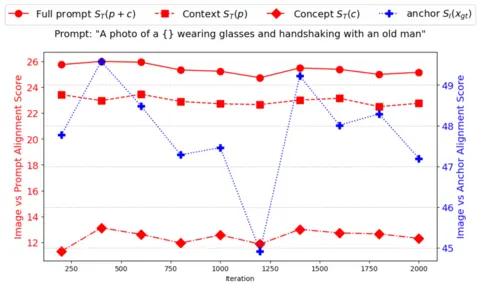 Full prompt S_T(p + c)
Context S_T(p)
Concept S_T(c)
anchor S_I(x_gt)
Prompt: "A photo of a {} wearing glasses and handshaking with an old man"
Image vs Prompt Alignment Score
26
24
22
20
18
16
14
12
49
48
47
46
45
Image vs Anchor Alignment Score
250
500
750
1000
1250
1500
1750
2000
Iteration